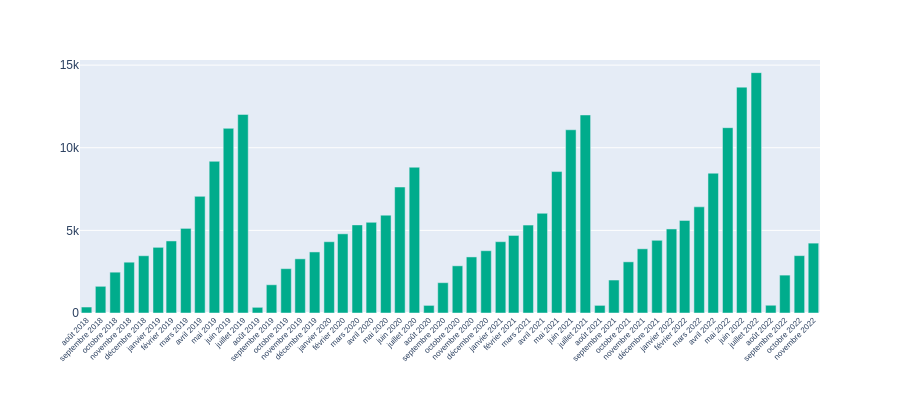 15k
10k
5k
0
août 2018
septembre 2018
octobre 2018
novembre 2018
décembre 2018
janvier 2019
février 2019
mars 2019
avril 2019
mai 2019
juin 2019
juillet 2019
août 2019
septembre 2019
octobre 2019
novembre 2019
décembre 2019
janvier 2020
février 2020
mars 2020
avril 2020
mai 2020
juin 2020
juillet 2020
août 2020
septembre 2020
octobre 2020
novembre 2020
décembre 2020
janvier 2021
février 2021
mars 2021
avril 2021
mai 2021
juin 2021
juillet 2021
août 2021
septembre 2021
octobre 2021
novembre 2021
décembre 2021
janvier 2022
février 2022
mars 2022
avril 2022
mai 2022
juin 2022
juillet 2022
août 2022
septembre 2022
octobre 2022
novembre 2022